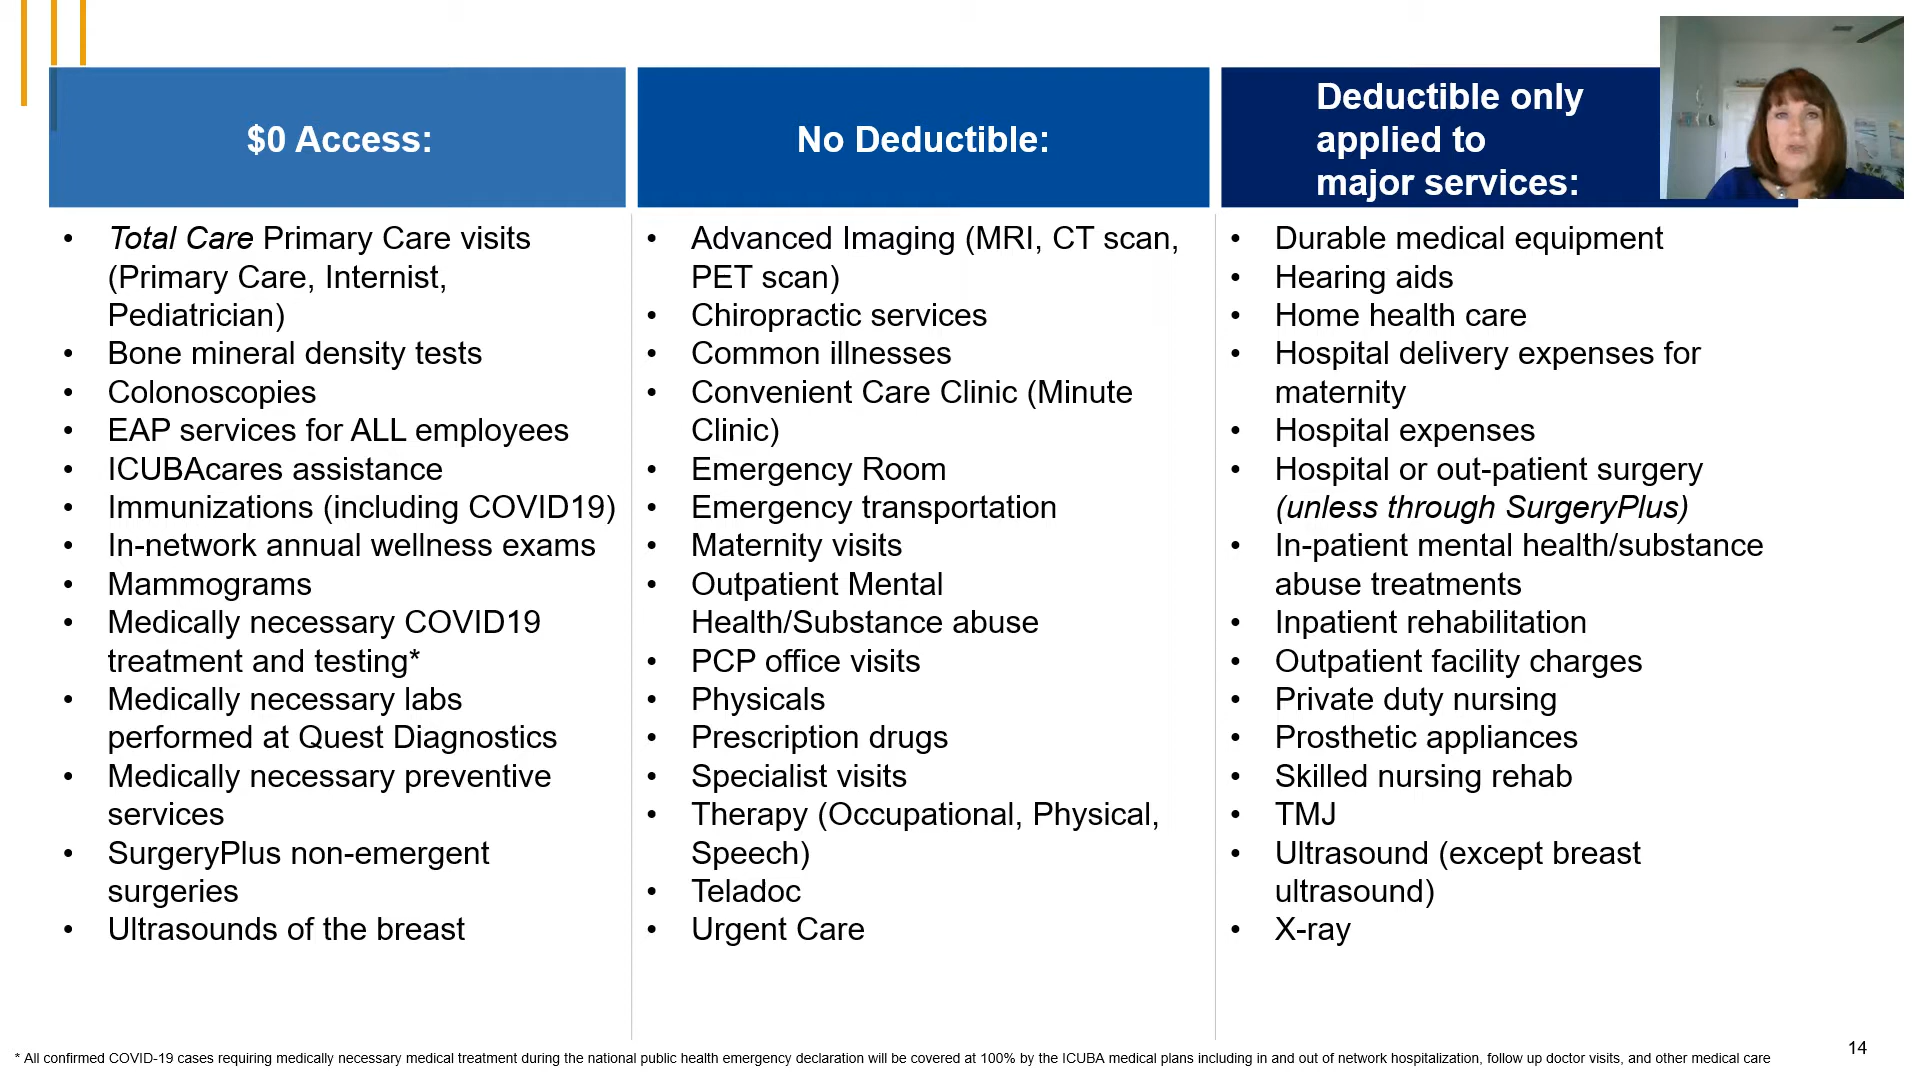 $0 Access:
No Deductible:
Deductible only
applied to
major services:
• Total Care Primary Care visits
(Primary Care, Internist,
Pediatrician)
• Bone mineral density tests
• Colonoscopies
• EAP services for ALL employees
• ICUBAcares assistance
• Immunizations (including COVID19)
• In-network annual wellness exams
• Mammograms
• Medically necessary COVID19
treatment and testing*
• Medically necessary labs
performed at Quest Diagnostics
• Medically necessary preventive
services
• SurgeryPlus non-emergent
surgeries
• Ultrasounds of the breast
• Advanced Imaging (MRI, CT scan,
PET scan)
• Chiropractic services
• Common illnesses
• Convenient Care Clinic (Minute
Clinic)
• Emergency Room
• Emergency transportation
• Maternity visits
• Outpatient Mental
Health/Substance abuse
• PCP office visits
• Physicals
• Prescription drugs
• Specialist visits
• Therapy (Occupational, Physical,
Speech)
• Teladoc
• Urgent Care
• Durable medical equipment
• Hearing aids
• Home health care
• Hospital delivery expenses for
maternity
• Hospital expenses
• Hospital or out-patient surgery
(unless through SurgeryPlus)
• In-patient mental health/substance
abuse treatments
• Inpatient rehabilitation
• Outpatient facility charges
• Private duty nursing
• Prosthetic appliances
• Skilled nursing rehab
• TMJ
• Ultrasound (except breast
ultrasound)
• X-ray
14
* All confirmed COVID-19 cases requiring medically necessary medical treatment during the national public health emergency declaration will be covered at 100% by the ICUBA medical plans including in and out of network hospitalization, follow up doctor visits, and other medical care